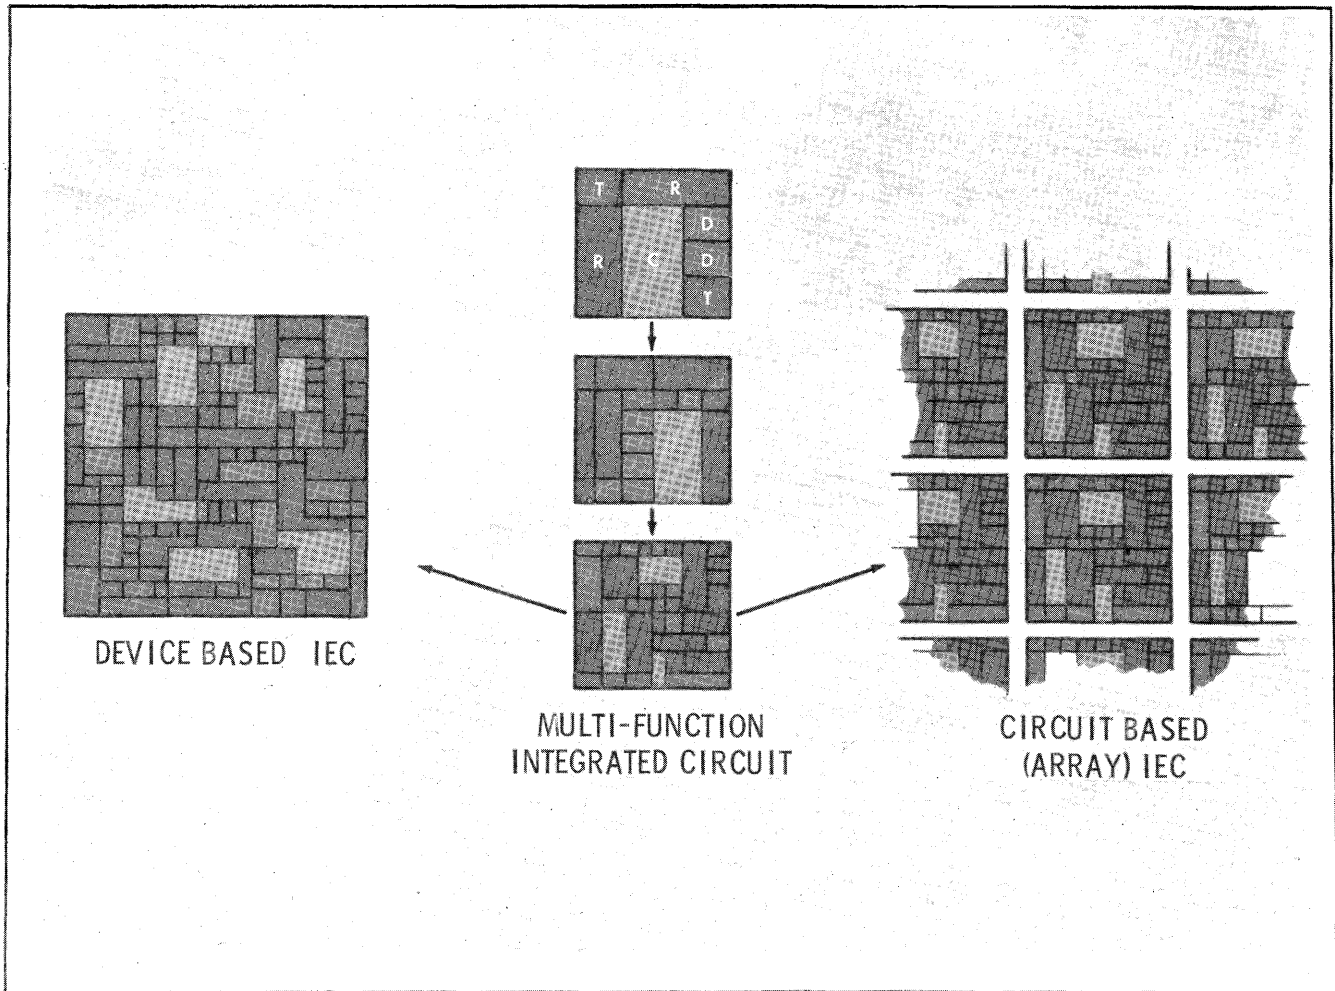 T R
D
R C D
T
DEVICE BASED IEC
MULTI-FUNCTION
INTEGRATED CIRCUIT
CIRCUIT BASED
(ARRAY) IEC